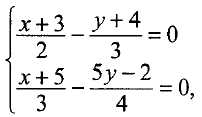 (x+3)/2 − (y+4)/3 = 0
(x+5)/3 − (5y−2)/4 = 0,